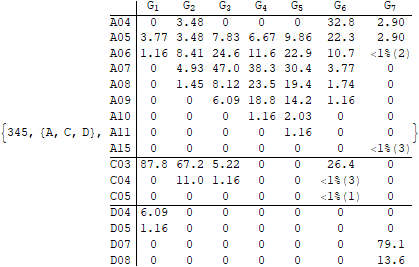 G1 G2 G3 G4 G5 G6 G7
A04 0 3.48 0 0 0 32.8 2.90
A05 3.77 3.48 7.83 6.67 9.86 22.3 2.90
A06 1.16 8.41 24.6 11.6 22.9 10.7 <1%(2)
A07 0 4.93 47.0 38.3 30.4 3.77 0
A08 0 1.45 8.12 23.5 19.4 1.74 0
A09 0 0 6.09 18.8 14.2 1.16 0
A10 0 0 0 1.16 2.03 0 0
{345, {A, C, D}, A11 0 0 0 0 1.16 0 0 }
A15 0 0 0 0 0 0 <1%(3)
C03 87.8 67.2 5.22 0 0 26.4 0
C04 0 11.0 1.16 0 0 <1%(3) 0
C05 0 0 0 0 0 <1%(1) 0
D04 6.09 0 0 0 0 0 0
D05 1.16 0 0 0 0 0 0
D07 0 0 0 0 0 0 79.1
D08 0 0 0 0 0 0 13.6